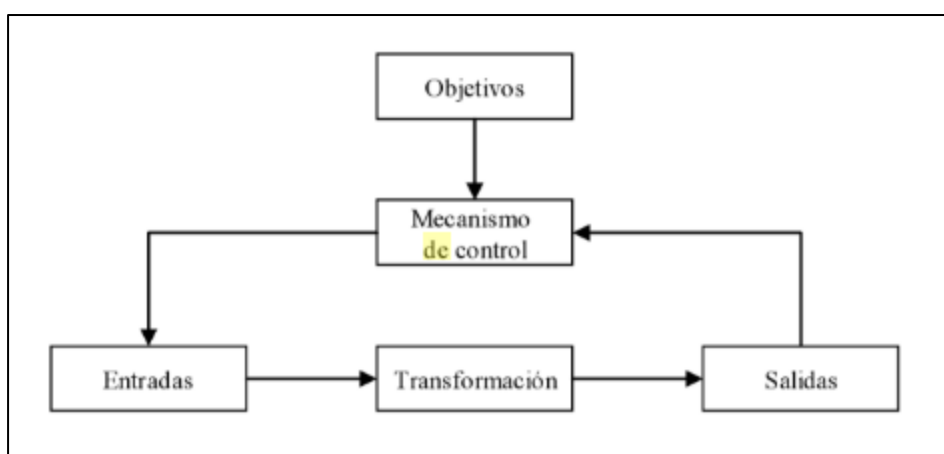 Objetivos
Mecanismo
de control
Entradas
Transformación
Salidas